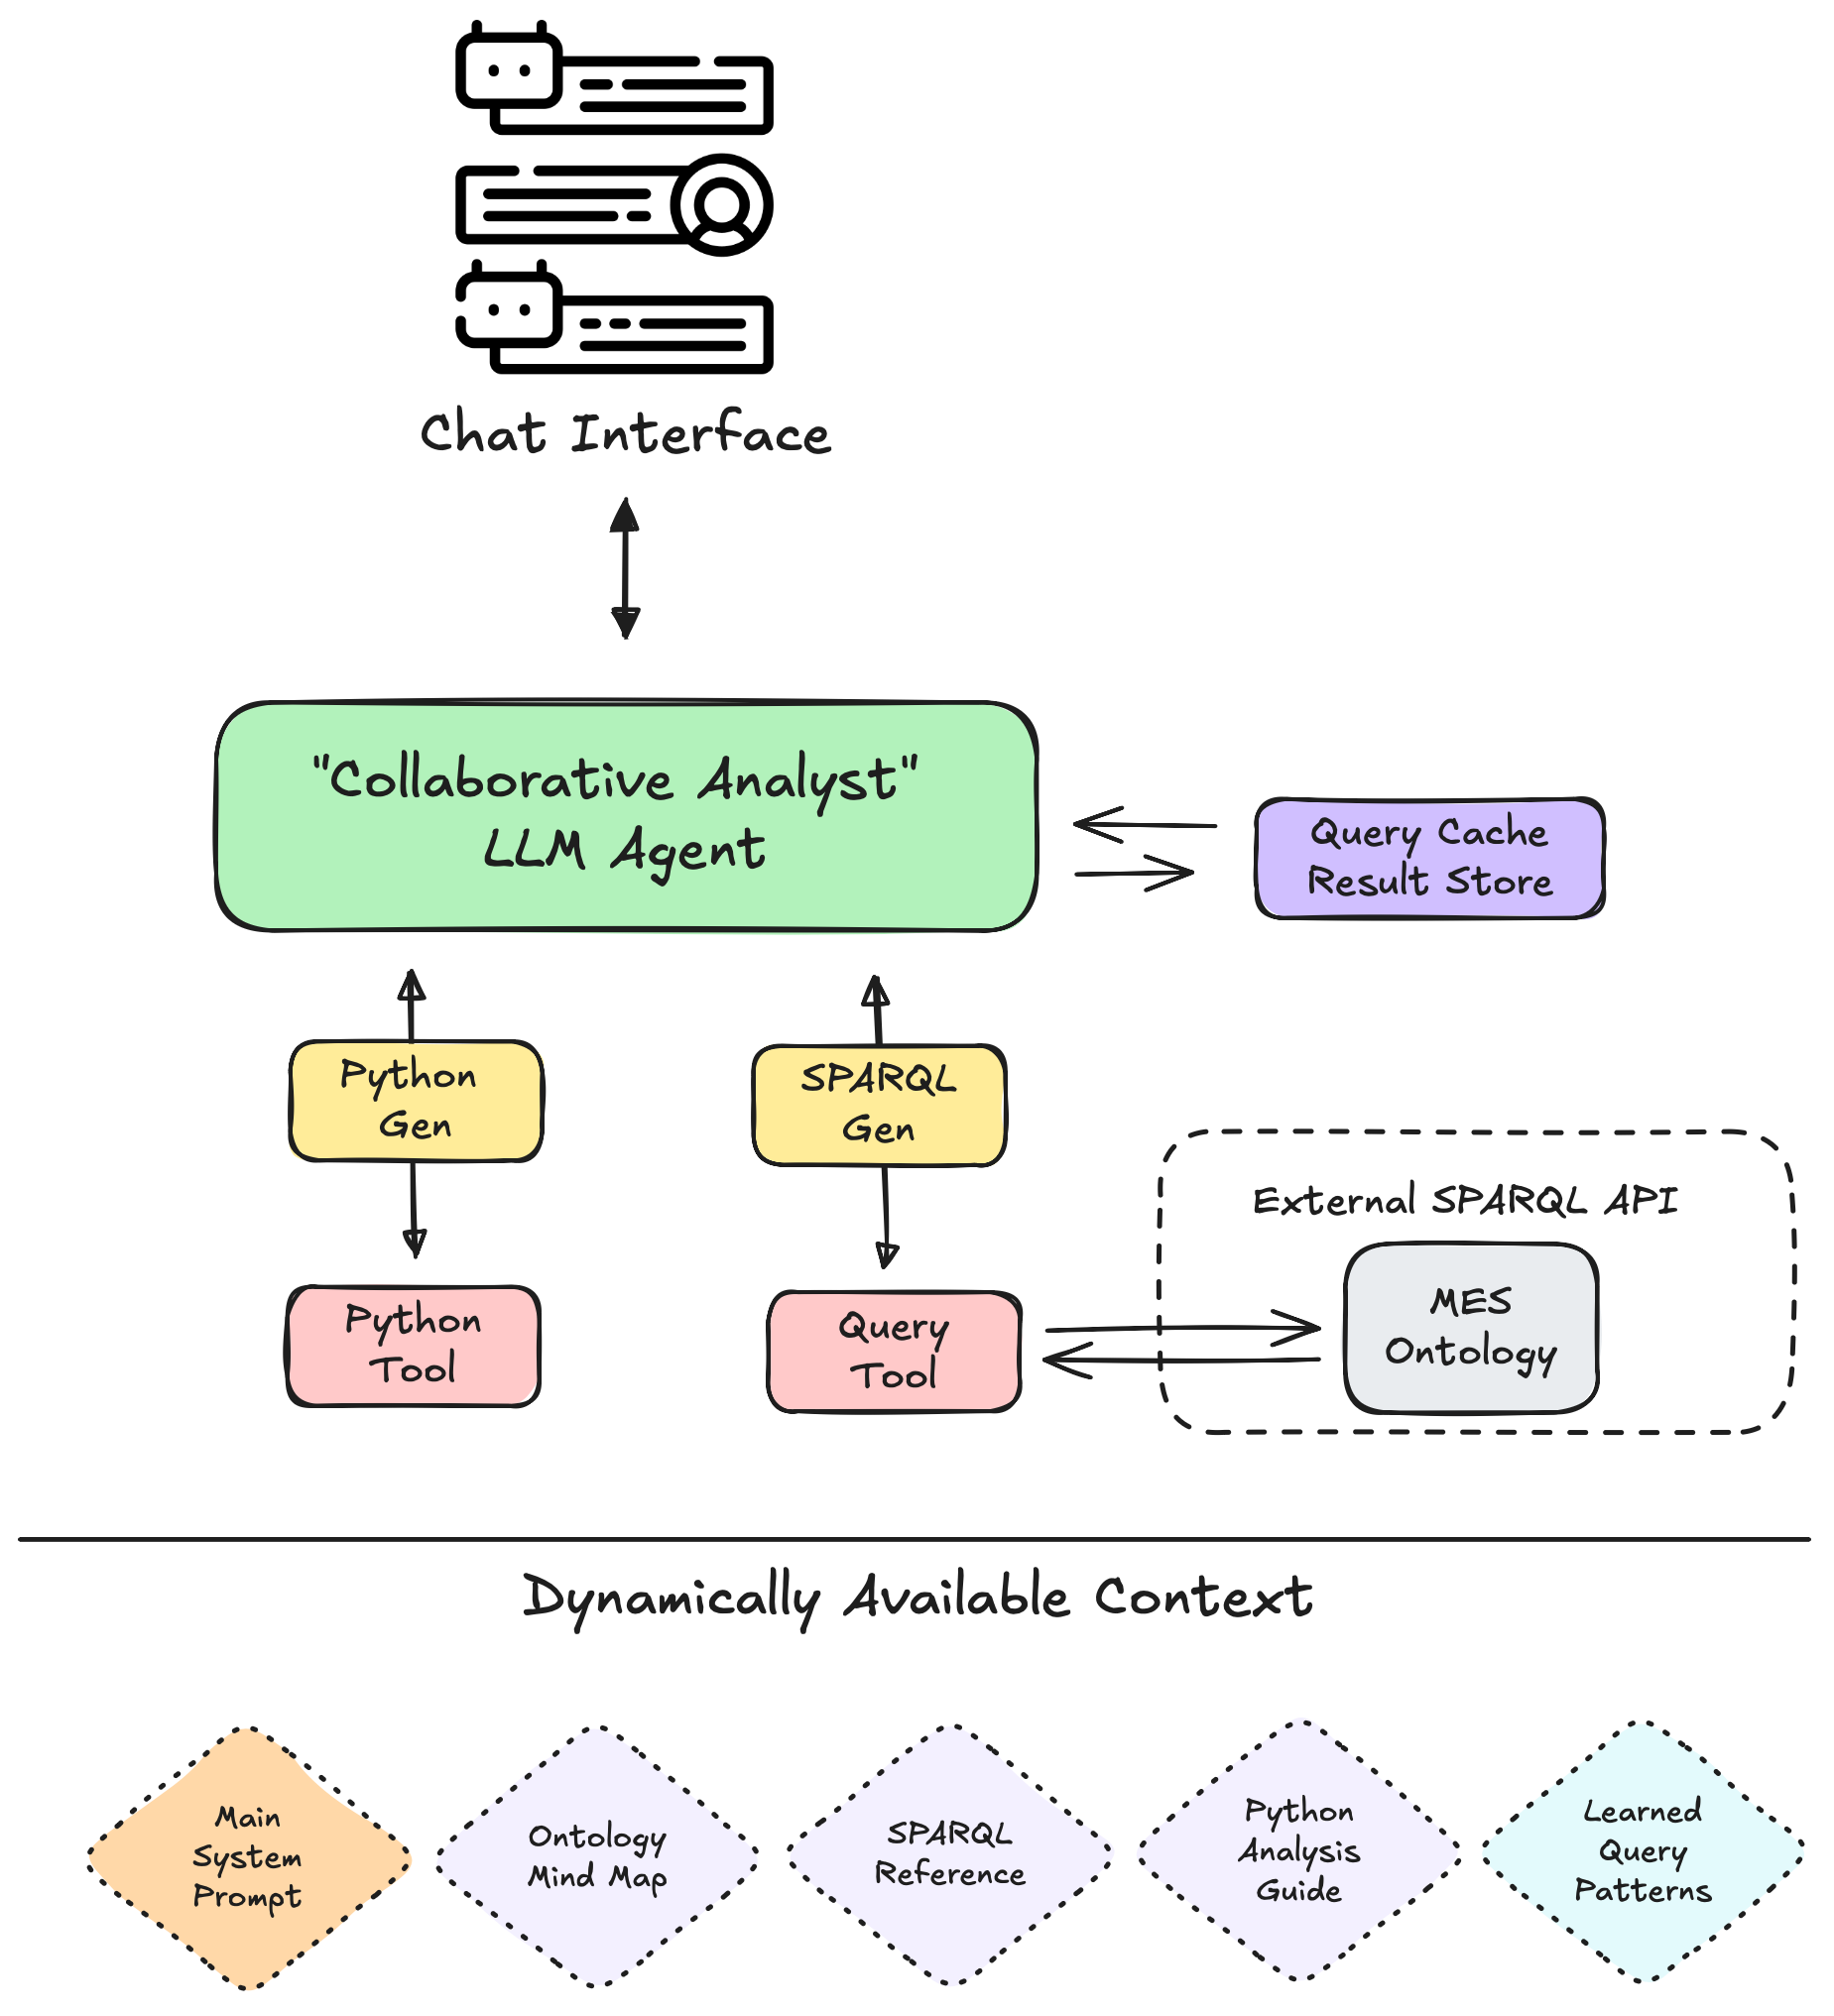 Chat Interface
"Collaborative Analyst"
LLM Agent
Query Cache
Result Store
Python
Gen
SPARQL
Gen
External SPARQL API
MES
Ontology
Python
Tool
Query
Tool
Dynamically Available Context
Main
System
Prompt
Ontology
Mind Map
SPARQL
Reference
Python
Analysis
Guide
Learned
Query
Patterns